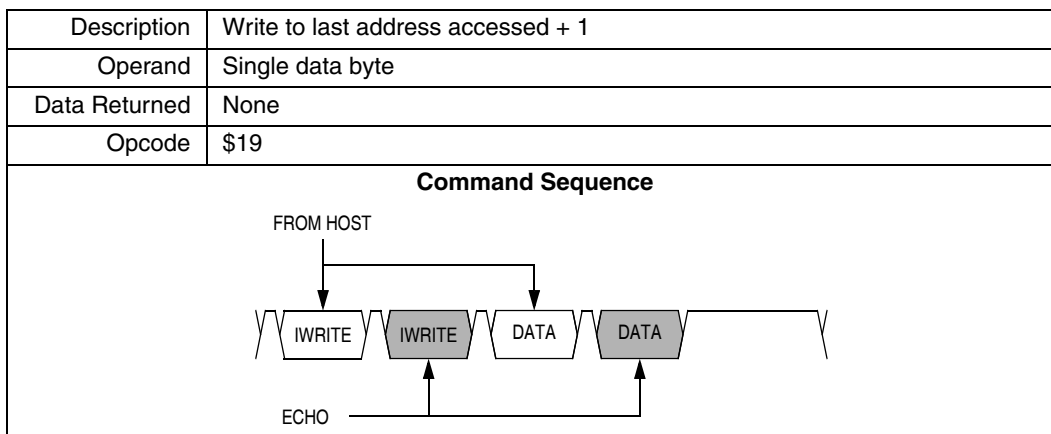 Description Write to last address accessed + 1
Operand Single data byte
Data Returned None
Opcode $19
Command Sequence
FROM HOST
IWRITE IWRITE DATA DATA
ECHO